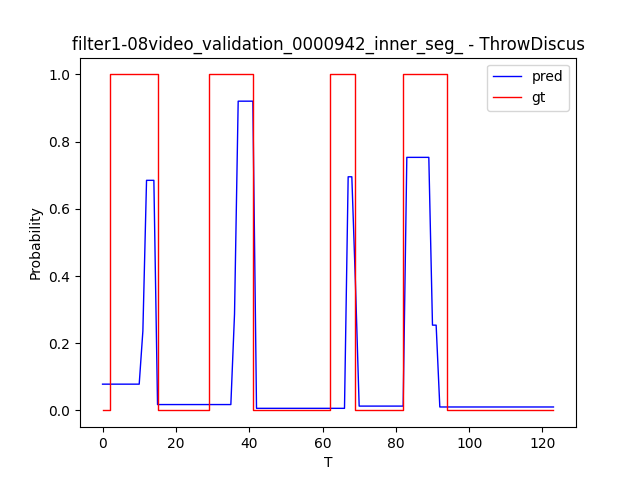 filter1-08video_validation_0000942_inner_seg_ - ThrowDiscus
pred
gt
1.0
0.8
0.6
0.4
0.2
0.0
Probability
0
20
40
60
80
100
120
T